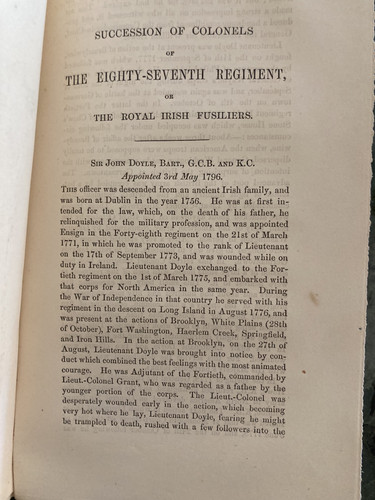 SUCCESSION OF COLONELS
OF
THE EIGHTY-SEVENTH REGIMENT,
OR
THE ROYAL IRISH FUSILIERS.
SIR JOHN DOYLE, BART., G.C.B. AND K.C.
Appointed 3rd May 1796.
THIS officer was descended from an ancient Irish family, and
was born at Dublin in the year 1756. He was at first in-
tended for the law, which, on the death of his father, he
relinquished for the military profession, and was appointed
Ensign in the Forty-eighth regiment on the 21st of March
1771, in which he was promoted to the rank of Lieutenant
on the 17th of September 1773, and was wounded while on
duty in Ireland. Lieutenant Doyle exchanged to the For-
tieth regiment on the 1st of March 1775, and embarked with
that corps for North America in the same year. During
the War of Independence in that country he served with his
regiment in the descent on Long Island in August 1776, and
was present at the actions of Brooklyn, White Plains (28th
of October), Fort Washington, Haerlem Creek, Springfield,
and Iron Hills. In the action at Brooklyn, on the 27th of
August, Lieutenant Doyle was brought into notice by con-
duct which combined the best feelings with the most animated
courage. He was Adjutant of the Fortieth, commanded by
Lieut.-Colonel Grant, who was regarded as a father by the
younger portion of the corps. The Lieut.-Colonel was
desperately wounded early in the action, which becoming
very hot where he lay, Lieutenant Doyle, fearing he might
be trampled to death, rushed with a few followers into the